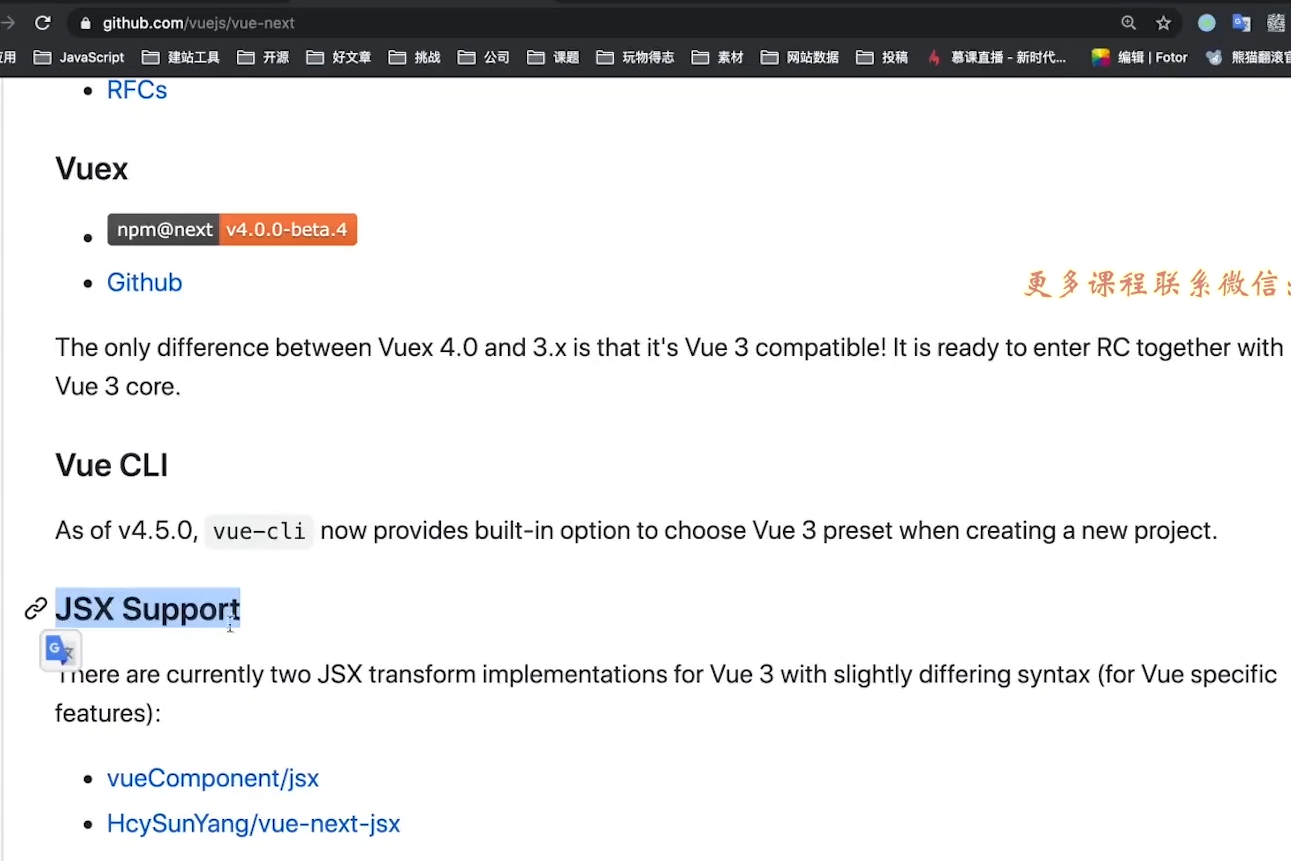 github.com/vuejs/vue-next
应用 JavaScript 建站工具 开源 好文章 挑战 公司 课题 玩物得志 素材 网站数据 投稿 慕课直播 - 新时代... 编辑 | Fotor 熊猫翻滚
RFCs
Vuex
npm@next v4.0.0-beta.4
Github
更多课程联系微信
The only difference between Vuex 4.0 and 3.x is that it's Vue 3 compatible! It is ready to enter RC together with
Vue 3 core.
Vue CLI
As of v4.5.0, vue-cli now provides built-in option to choose Vue 3 preset when creating a new project.
JSX Support
There are currently two JSX transform implementations for Vue 3 with slightly differing syntax (for Vue specific
features):
vueComponent/jsx
HcySunYang/vue-next-jsx